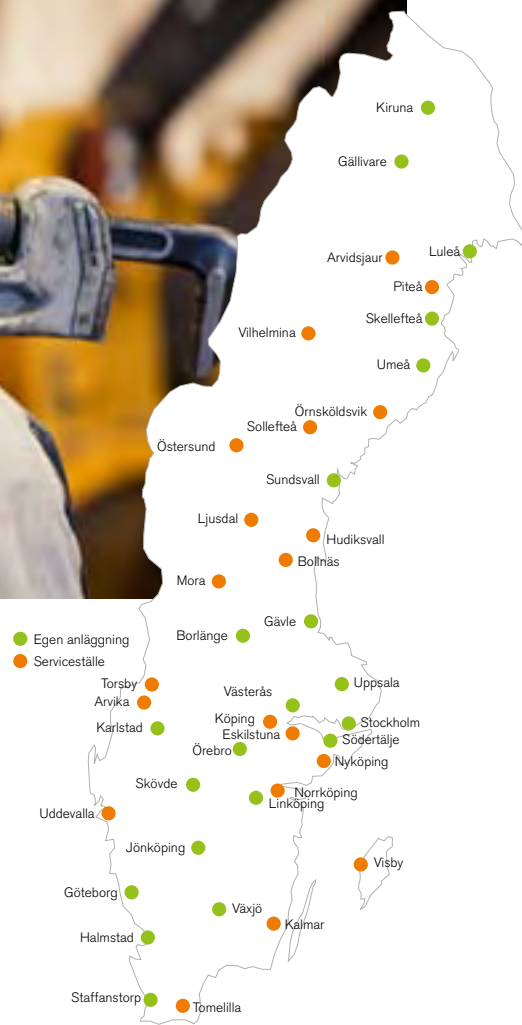 Kiruna
Gällivare
Luleå
Arvidsjaur
Piteå
Skellefteå
Vilhelmina
Umeå
Örnsköldsvik
Sollefteå
Östersund
Sundsvall
Ljusdal
Hudiksvall
Bollnäs
Mora
Gävle
Borlänge
Egen anläggning
Serviceställe
Torsby
Uppsala
Västerås
Arvika
Köping
Stockholm
Karlstad
Eskilstuna
Södertälje
Örebro
Nyköping
Skövde
Norrköping
Linköping
Uddevalla
Jönköping
Visby
Göteborg
Växjö
Kalmar
Halmstad
Staffanstorp
Tomelilla